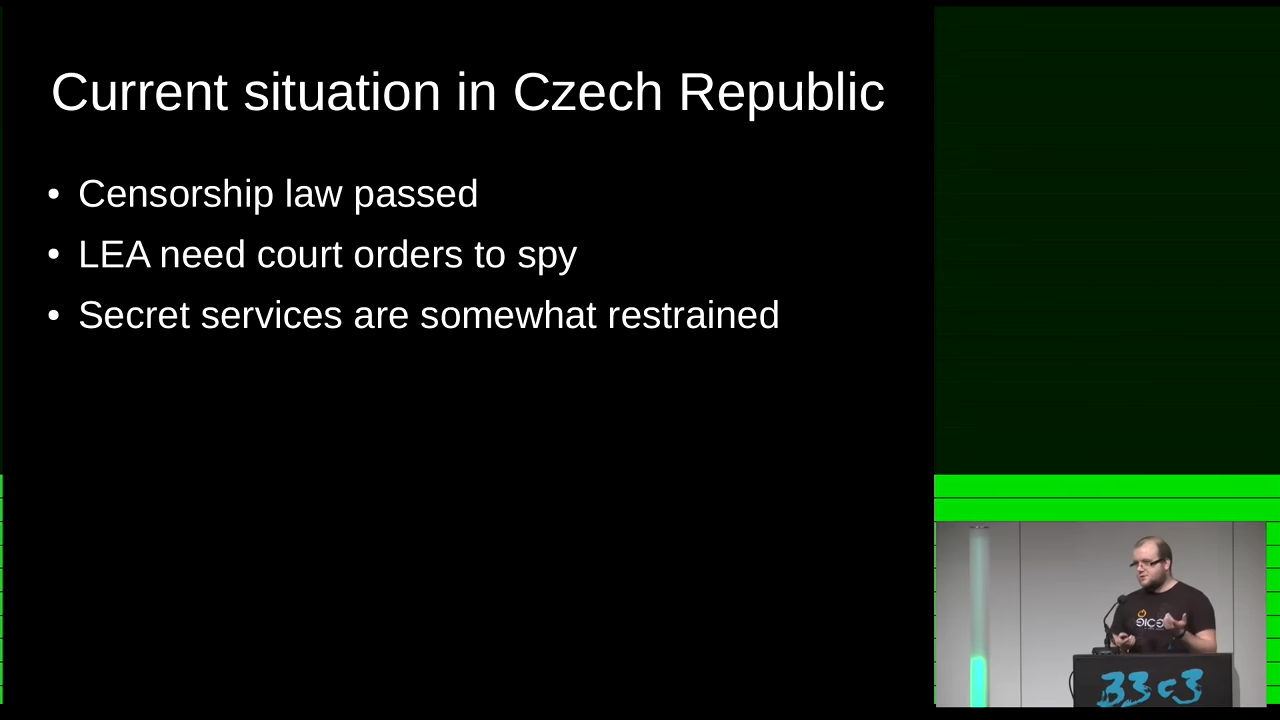 Current situation in Czech Republic
• Censorship law passed
• LEA need court orders to spy
• Secret services are somewhat restrained
33c3